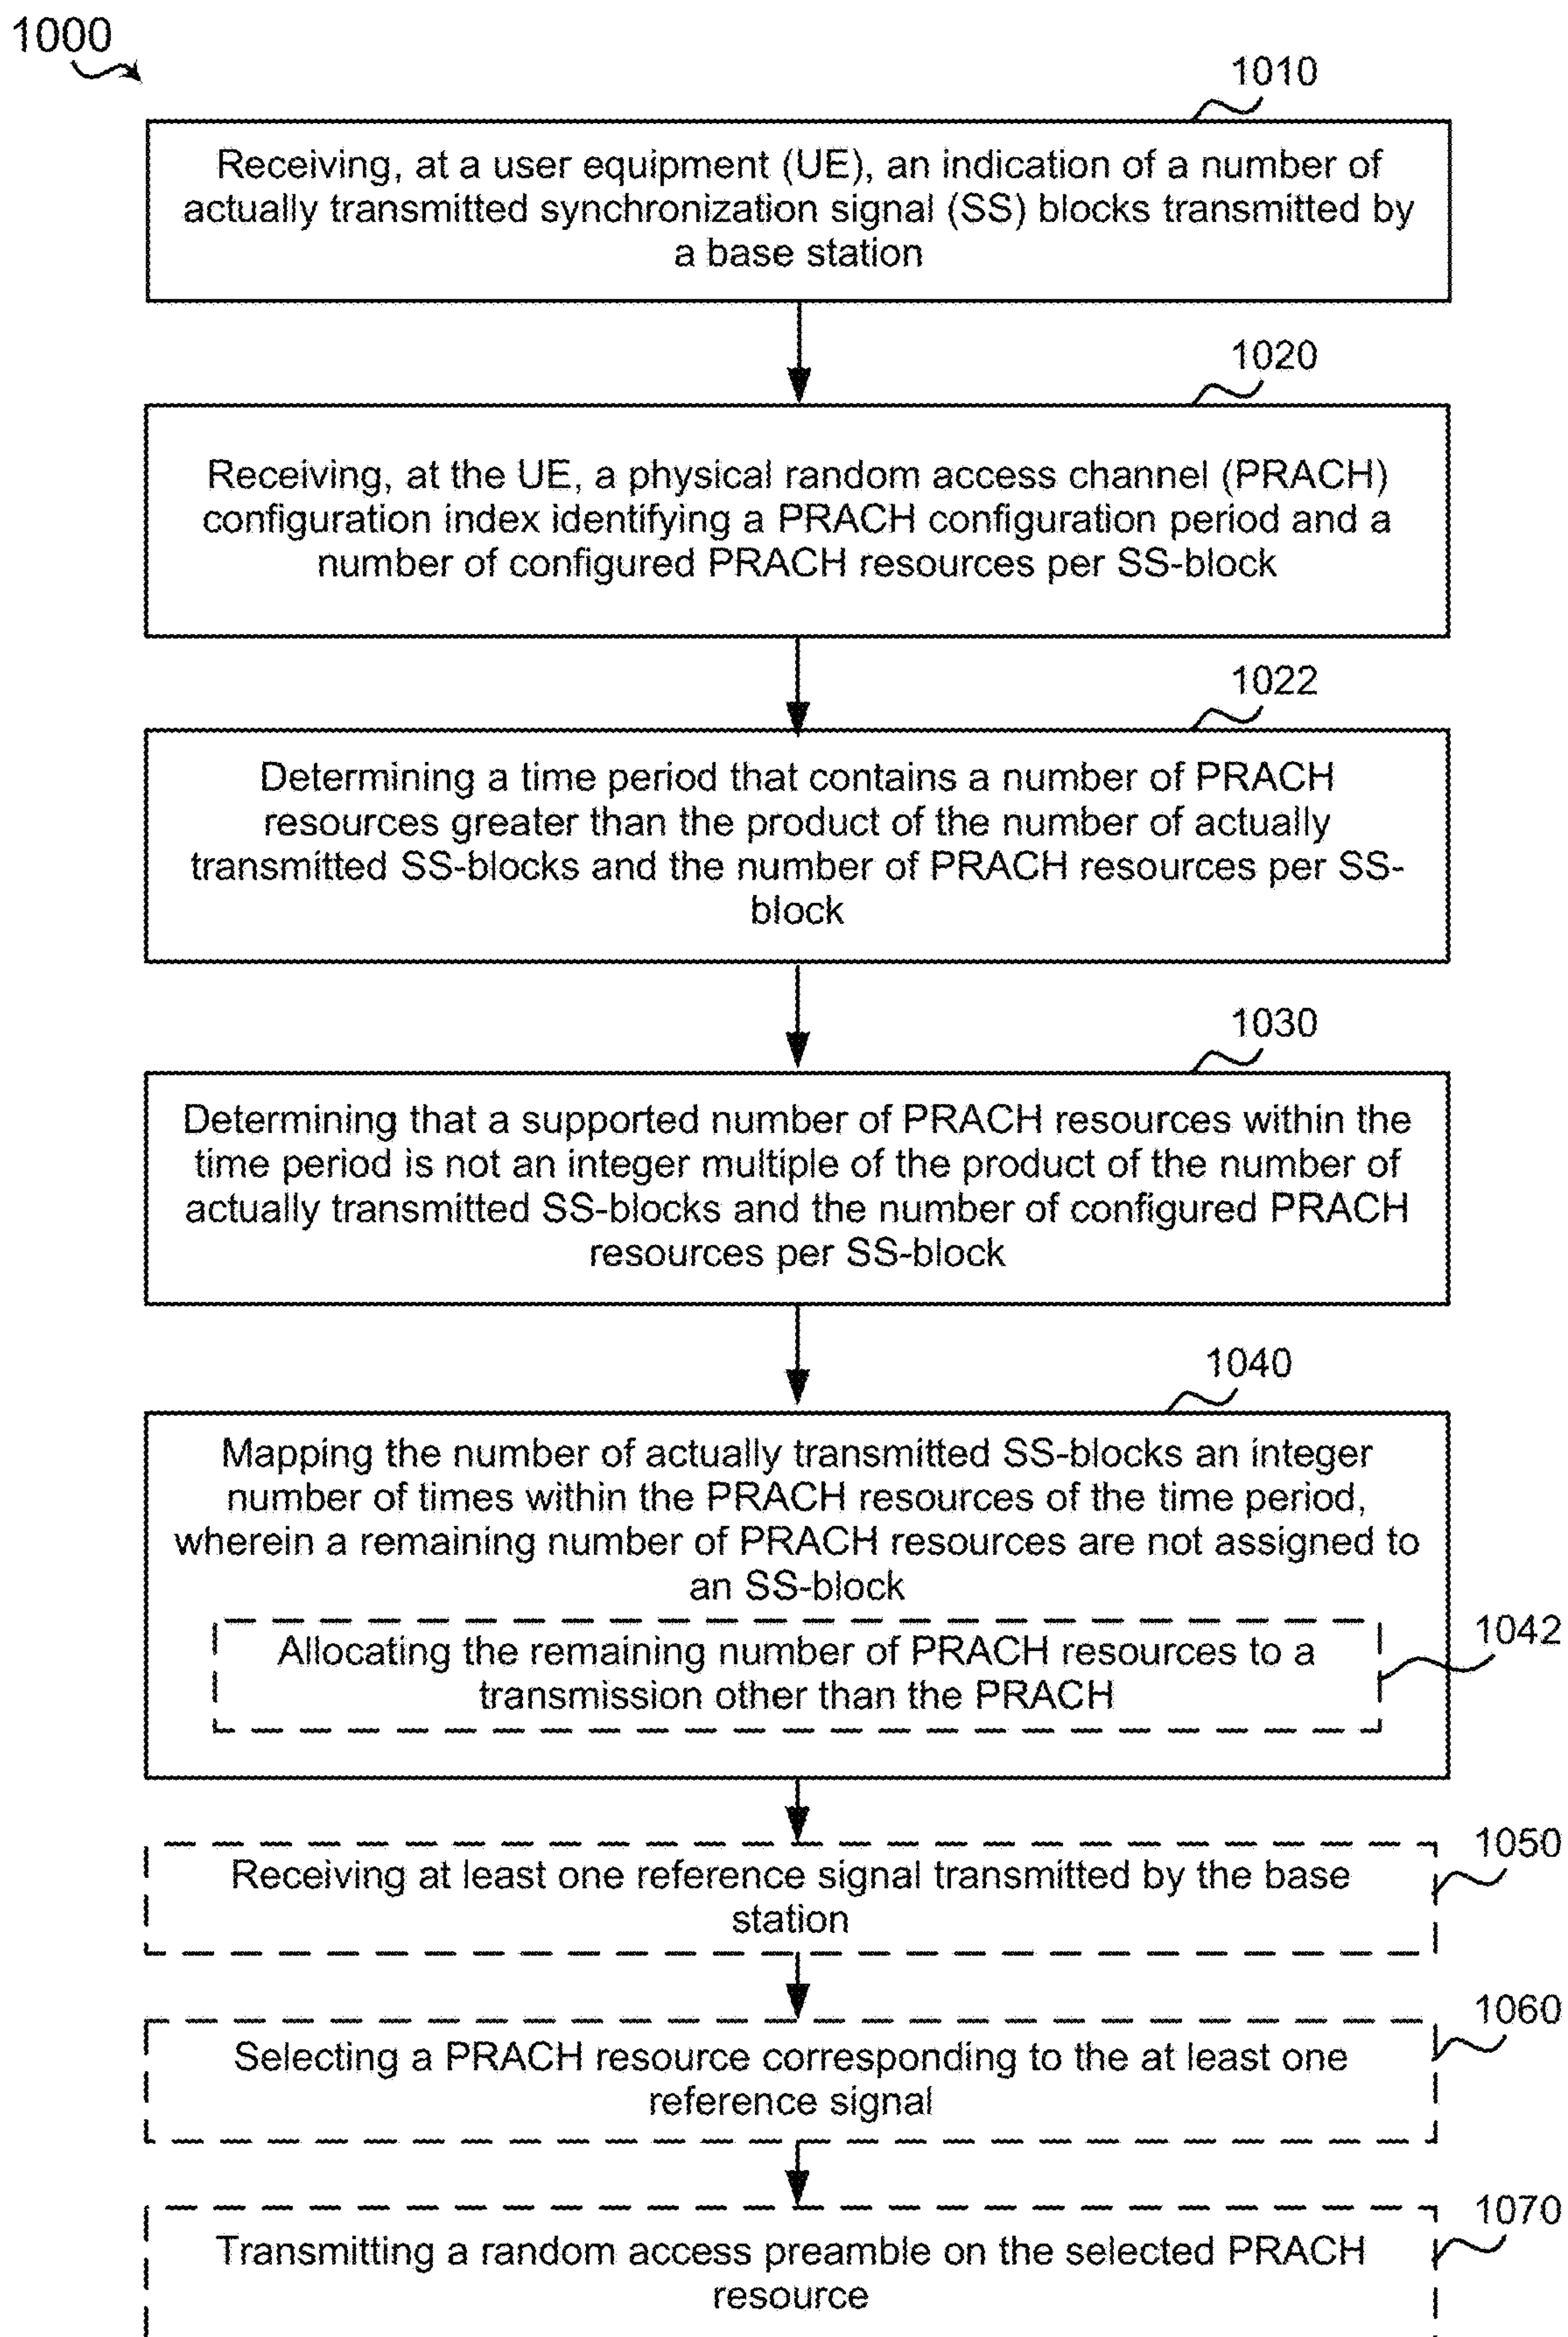 1000
1010
Receiving, at a user equipment (UE), an indication of a number of
actually transmitted synchronization signal (SS) blocks transmitted by
a base station
1020
Receiving, at the UE, a physical random access channel (PRACH)
configuration index identifying a PRACH configuration period and a
number of configured PRACH resources per SS-block
1022
Determining a time period that contains a number of PRACH
resources greater than the product of the number of actually
transmitted SS-blocks and the number of PRACH resources per SS-
block
1030
Determining that a supported number of PRACH resources within the
time period is not an integer multiple of the product of the number of
actually transmitted SS-blocks and the number of configured PRACH
resources per SS-block
1040
Mapping the number of actually transmitted SS-blocks an integer
number of times within the PRACH resources of the time period,
wherein a remaining number of PRACH resources are not assigned to
an SS-block
1042
Allocating the remaining number of PRACH resources to a
transmission other than the PRACH
1050
Receiving at least one reference signal transmitted by the base
station
1060
Selecting a PRACH resource corresponding to the at least one
reference signal
1070
Transmitting a random access preamble on the selected PRACH
resource